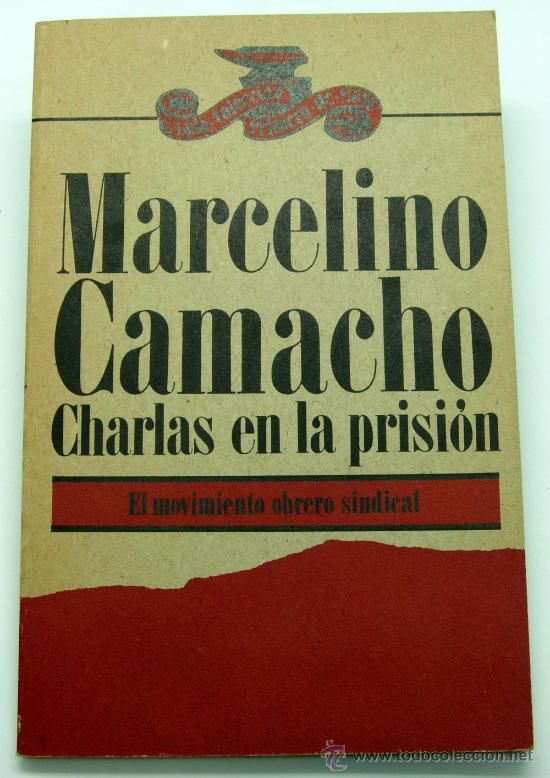 Marcelino
Camacho
Charlas en la prisión
El movimiento obrero sindical
www.todocoleccion.net